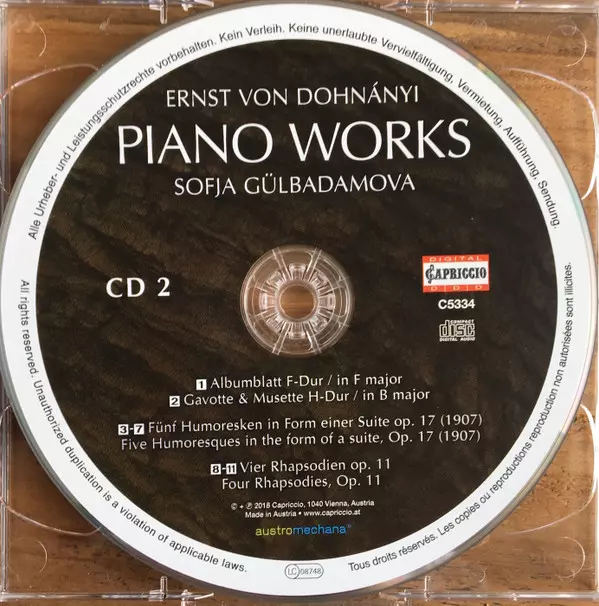 Alle Urheber- und Leistungsschutzrechte vorbehalten. Kein Verleih. Keine unerlaubte Vervielfältigung, Vermietung, Aufführung, Sendung.
ERNST VON DOHNÁNYI
PIANO WORKS
SOFJA GÜLBADAMOVA
CD 2
DIGITAL
CAPRICCIO
DDD
C5334
COMPACT
disc
DIGITAL AUDIO
1 Albumblatt F-Dur / in F major
2 Gavotte & Musette H-Dur / in B major
3-7 Fünf Humoresken in Form einer Suite op. 17 (1907)
Five Humoresques in the form of a suite, Op. 17 (1907)
8-11 Vier Rhapsodien op. 11
Four Rhapsodies, Op. 11
© + ℗ 2018 Capriccio, 1040 Vienna, Austria
Made in Austria • www.capriccio.at
austromechana®
LC 08748
All rights reserved. Unauthorized duplication is a violation of applicable laws.
Tous droits réservés. Les copies ou reproductions reproduction non autorisées sont illicites.